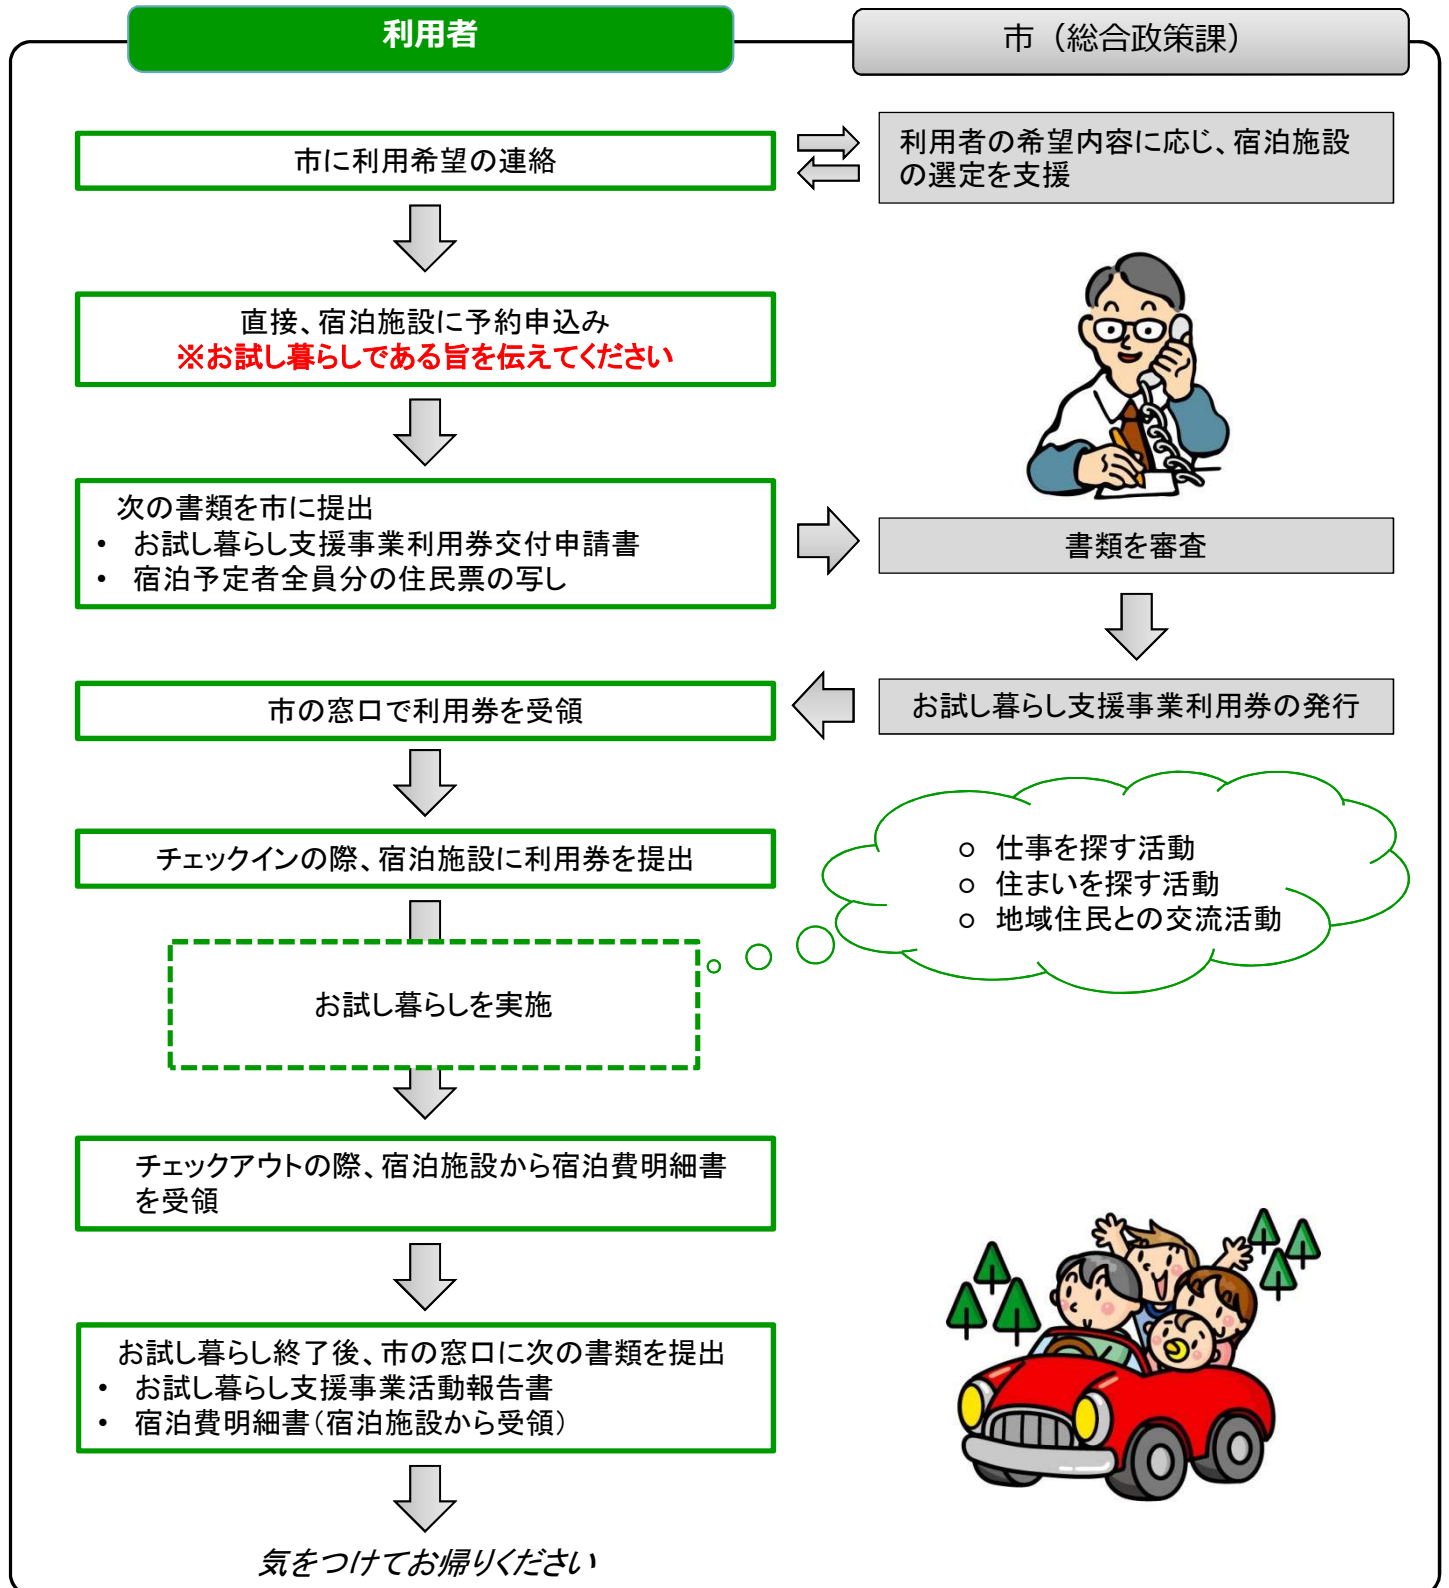 利用者
市（総合政策課）
市に利用希望の連絡
利用者の希望内容に応じ、宿泊施設
の選定を支援
直接、宿泊施設に予約申込み
※お試し暮らしである旨を伝えてください
次の書類を市に提出
• お試し暮らし支援事業利用券交付申請書
• 宿泊予定者全員分の住民票の写し
書類を審査
市の窓口で利用券を受領
お試し暮らし支援事業利用券の発行
チェックインの際、宿泊施設に利用券を提出
○ 仕事を探す活動
○ 住まいを探す活動
○ 地域住民との交流活動
お試し暮らしを実施
チェックアウトの際、宿泊施設から宿泊費明細書
を受領
お試し暮らし終了後、市の窓口に次の書類を提出
• お試し暮らし支援事業活動報告書
• 宿泊費明細書（宿泊施設から受領）
気をつけてお帰りください